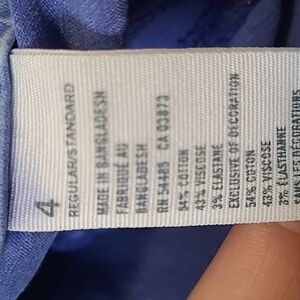 4
REGULAR/STANDARD
MADE IN BANGLADESH
FABRIQUÉ AU
BANGLADESH
RN 54485 CA 03873
54% COTTON
43% VISCOSE
3% ELASTANE
EXCLUSIVE OF DECORATION
54% COTON
43% VISCOSE
3% ÉLASTHANNE
SANS LES DÉCORATIONS